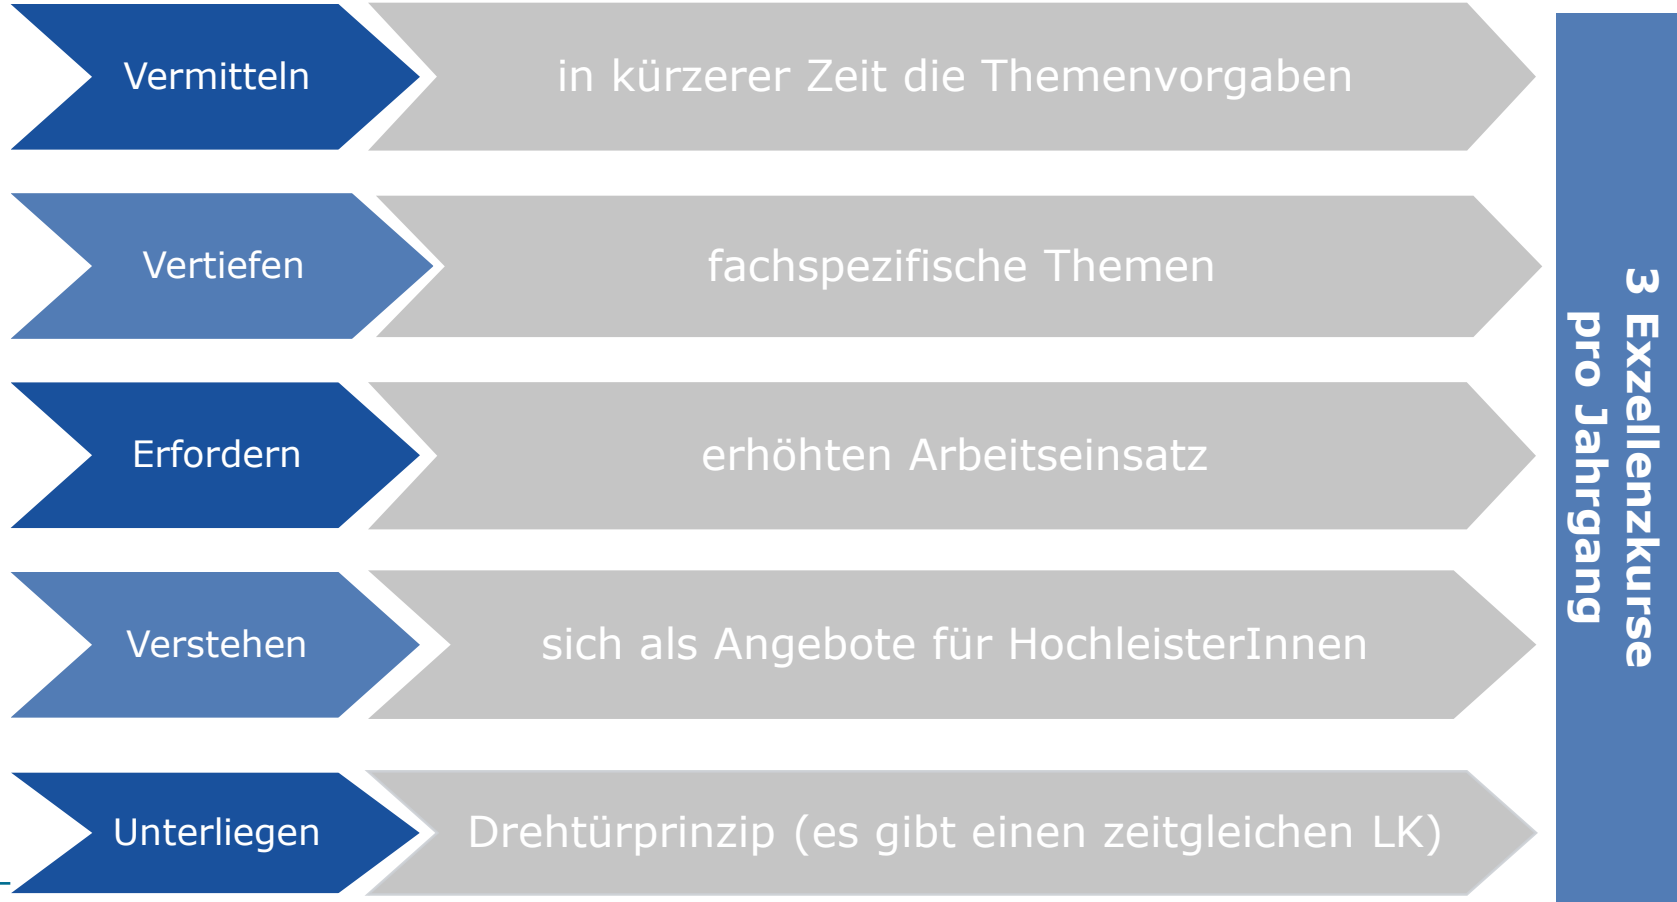 Vermitteln
in kürzerer Zeit die Themenvorgaben
Vertiefen
fachspezifische Themen
Erfordern
erhöhten Arbeitseinsatz
Verstehen
sich als Angebote für HochleisterInnen
Unterliegen
Drehtürprinzip (es gibt einen zeitgleichen LK)
3 Exzellenzkurse
pro Jahrgang